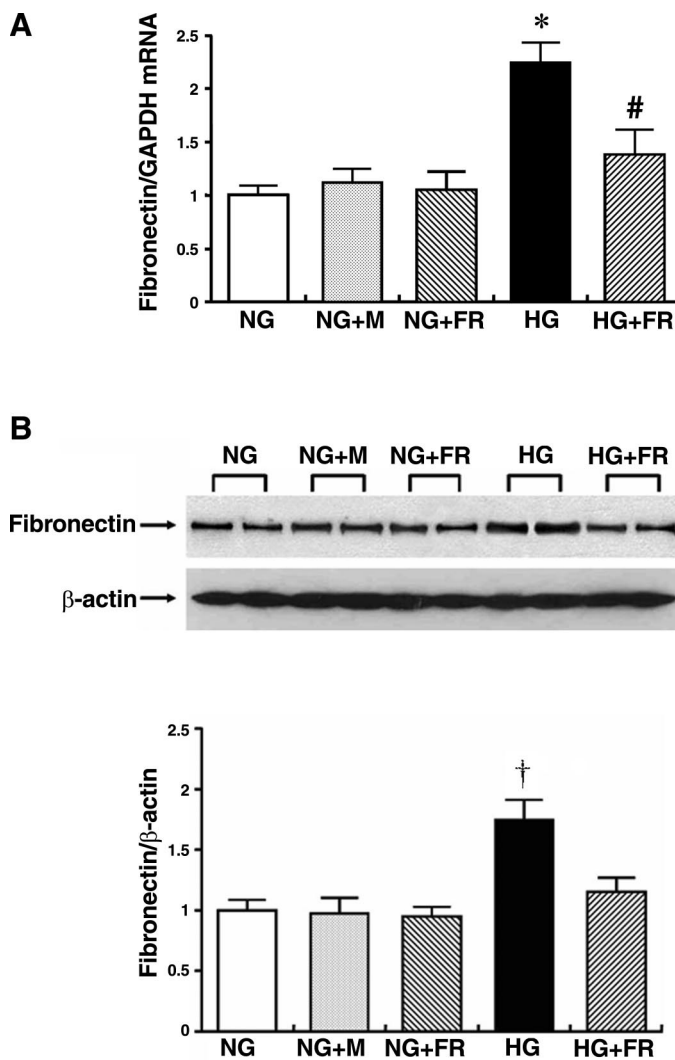 A
Fibronectin/GAPDH mRNA
2.5
*
2
#
1.5
1
0.5
0
NG NG+M NG+FR HG HG+FR
B
NG NG+M NG+FR HG HG+FR
Fibronectin
β-actin
Fibronectin/β-actin
2.5
†
2
1.5
1
0.5
0
NG NG+M NG+FR HG HG+FR